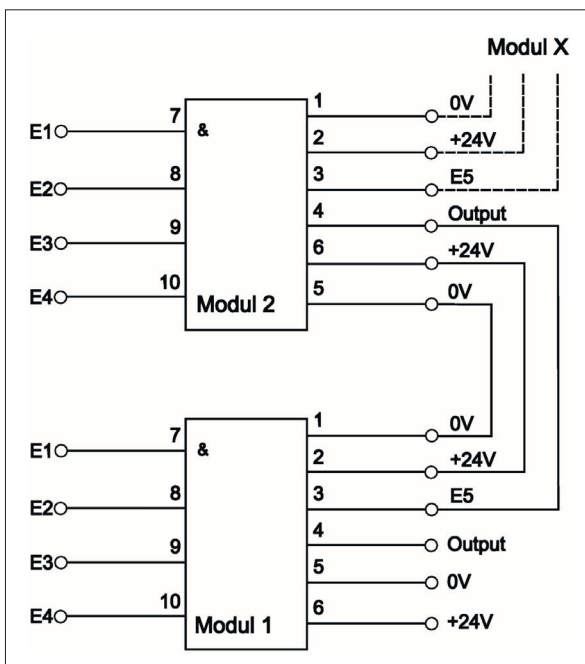 Modul X
1 0V
E1 7 & 2 +24V
E2 8 3 E5
4 Output
E3 9 6 +24V
E4 10 5 0V
Modul 2
1 0V
E1 7 & 2 +24V
E2 8 3 E5
E3 9 4 Output
5 0V
E4 10 6 +24V
Modul 1